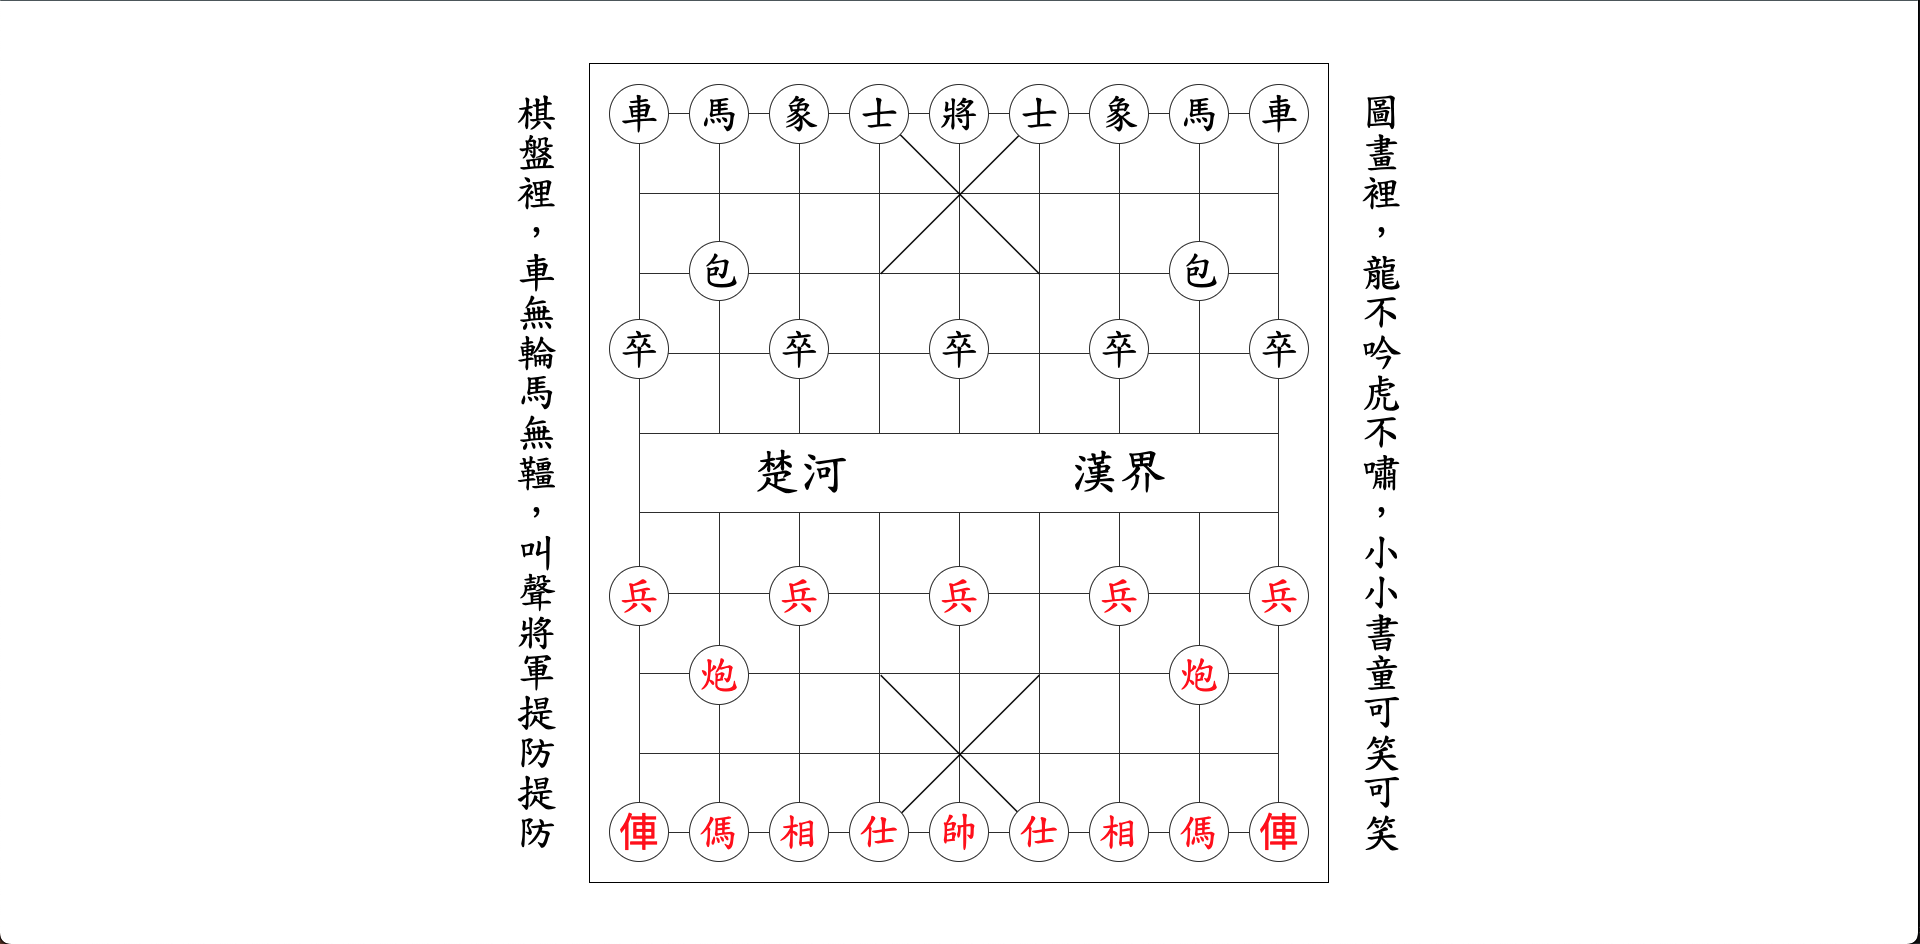 棋盤裡，車無輪馬無韁，叫聲將軍提防提防
車馬象士將士象馬車
包包
卒卒卒卒卒
楚河 漢界
兵兵兵兵兵
炮炮
俥傌相仕帥仕相傌俥
圖畫裡，龍不吟虎不嘯，小小書童可笑可笑